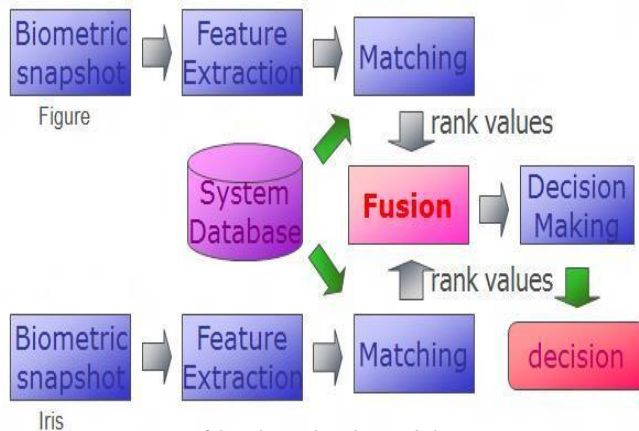 Biometric
snapshot
Feature
Extraction
Matching
Figure
rank values
System
Database
Fusion
Decision
Making
rank values
Biometric
snapshot
Feature
Extraction
Matching
decision
Iris